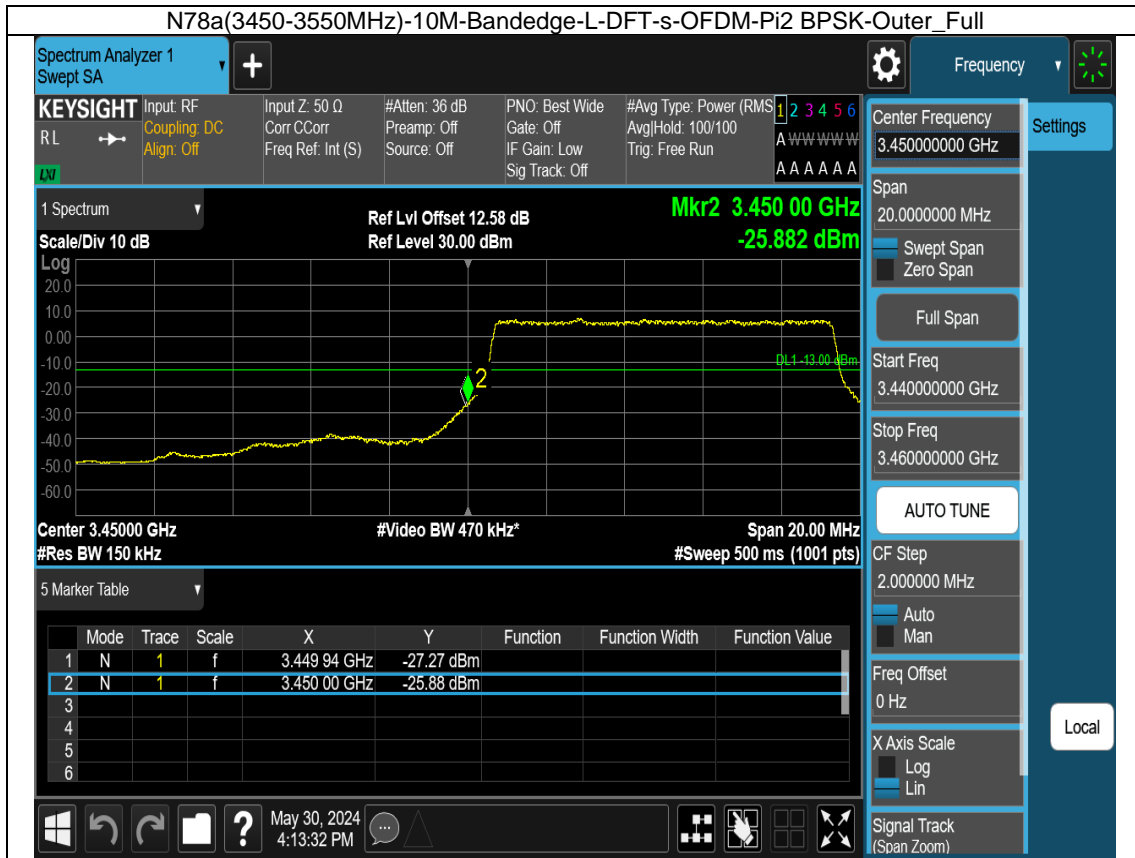 N78a(3450-3550MHz)-10M-Bandedge-L-DFT-s-OFDM-Pi2 BPSK-Outer_Full
Spectrum Analyzer 1
Swept SA
+
Frequency
KEYSIGHT
RL
LXI
Input: RF
Coupling: DC
Align: Off
Input Z: 50 Ω
Corr CCorr
Freq Ref: Int (S)
#Atten: 36 dB
Preamp: Off
Source: Off
PNO: Best Wide
Gate: Off
IF Gain: Low
Sig Track: Off
#Avg Type: Power (RMS
Avg|Hold: 100/100
Trig: Free Run
1 2 3 4 5 6
A W W W W W
A A A A A A
1 Spectrum
Scale/Div 10 dB
Ref Lvl Offset 12.58 dB
Ref Level 30.00 dBm
Mkr2 3.450 00 GHz
-25.882 dBm
Log
20.0
10.0
0.00
-10.0
-20.0
-30.0
-40.0
-50.0
-60.0
DL1 -13.00 dBm
2
Center 3.45000 GHz
#Res BW 150 kHz
#Video BW 470 kHz*
Span 20.00 MHz
#Sweep 500 ms (1001 pts)
5 Marker Table
Mode Trace Scale X Y Function Function Width Function Value
1 N 1 f 3.449 94 GHz -27.27 dBm
2 N 1 f 3.450 00 GHz -25.88 dBm
3
4
5
6
Center Frequency
3.450000000 GHz
Settings
Span
20.0000000 MHz
Swept Span
Zero Span
Full Span
Start Freq
3.440000000 GHz
Stop Freq
3.460000000 GHz
AUTO TUNE
CF Step
2.000000 MHz
Auto
Man
Freq Offset
0 Hz
Local
X Axis Scale
Log
Lin
Signal Track
(Span Zoom)
?
May 30, 2024
4:13:32 PM